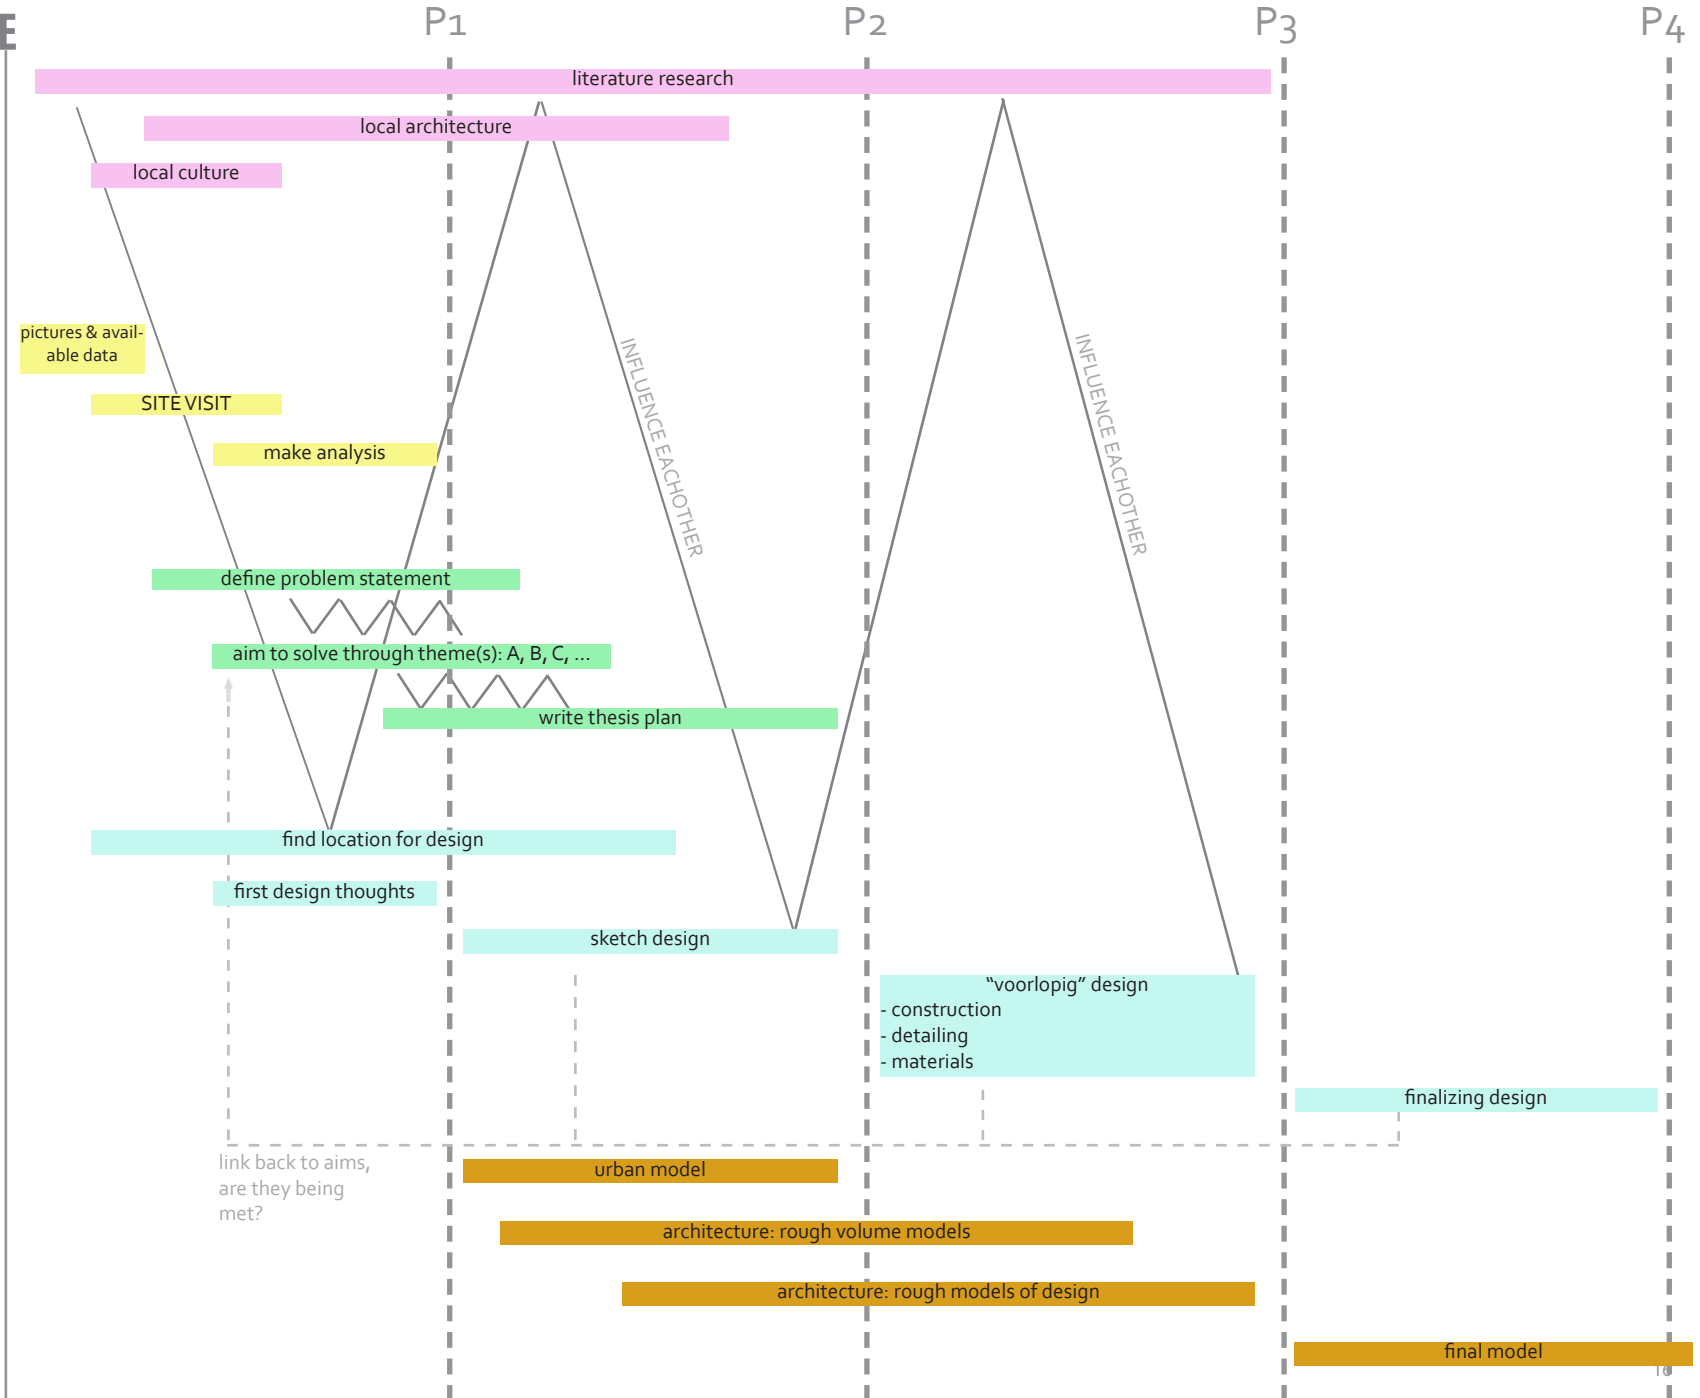 E
P1
P2
P3
P4
literature research
local architecture
local culture
pictures & avail-
able data
SITE VISIT
make analysis
INFLUENCE EACHOTHER
INFLUENCE EACHOTHER
define problem statement
aim to solve through theme(s): A, B, C, ...
write thesis plan
find location for design
first design thoughts
sketch design
“voorlopig” design
- construction
- detailing
- materials
finalizing design
link back to aims,
are they being
met?
urban model
architecture: rough volume models
architecture: rough models of design
final model